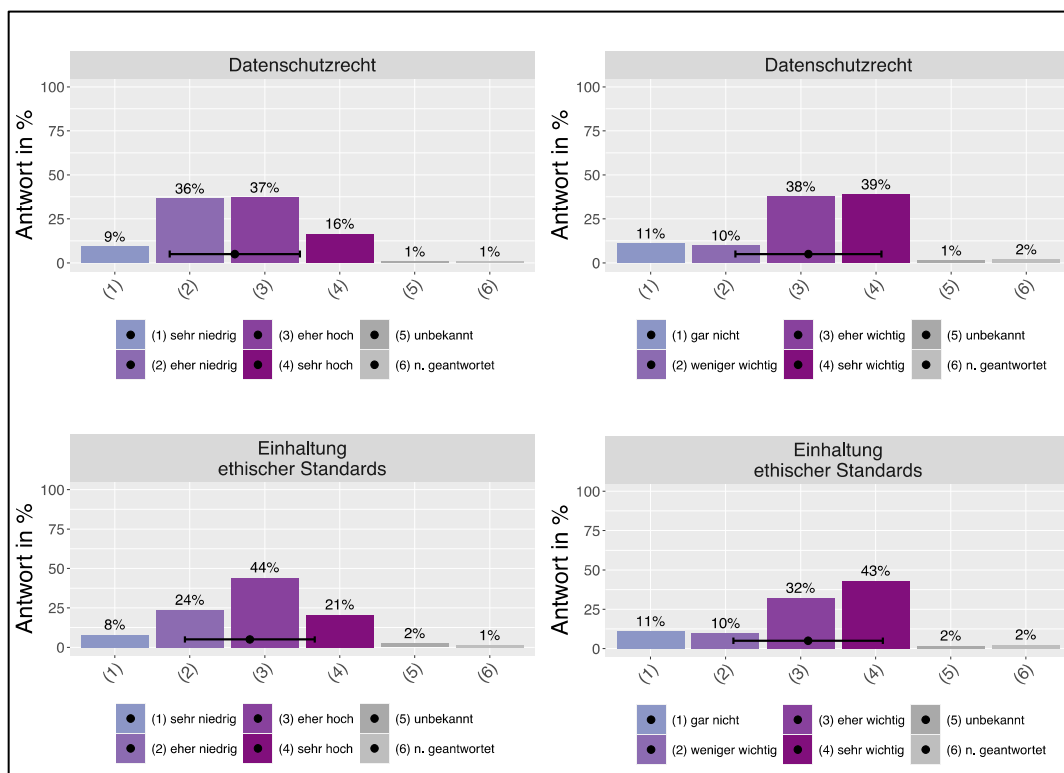 Datenschutzrecht
Antwort in %
100
75
50
25
0
9%
36%
37%
16%
1%
1%
(1)
(2)
(3)
(4)
(5)
(6)
(1) sehr niedrig
(3) eher hoch
(5) unbekannt
(2) eher niedrig
(4) sehr hoch
(6) n. geantwortet
Datenschutzrecht
Antwort in %
100
75
50
25
0
11%
10%
38%
39%
1%
2%
(1)
(2)
(3)
(4)
(5)
(6)
(1) gar nicht
(3) eher wichtig
(5) unbekannt
(2) weniger wichtig
(4) sehr wichtig
(6) n. geantwortet
Einhaltung
ethischer Standards
Antwort in %
100
75
50
25
0
8%
24%
44%
21%
2%
1%
(1)
(2)
(3)
(4)
(5)
(6)
(1) sehr niedrig
(3) eher hoch
(5) unbekannt
(2) eher niedrig
(4) sehr hoch
(6) n. geantwortet
Einhaltung
ethischer Standards
Antwort in %
100
75
50
25
0
11%
10%
32%
43%
2%
2%
(1)
(2)
(3)
(4)
(5)
(6)
(1) gar nicht
(3) eher wichtig
(5) unbekannt
(2) weniger wichtig
(4) sehr wichtig
(6) n. geantwortet